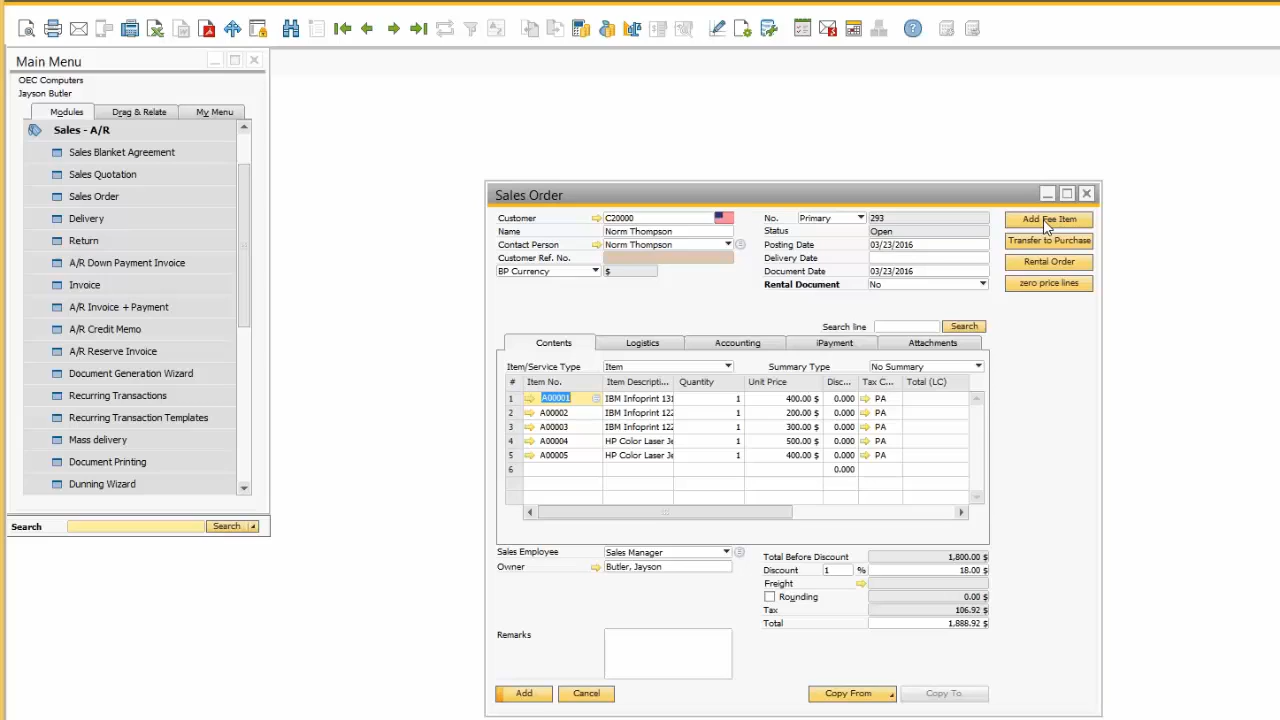 Main Menu
OEC Computers
Jayson Butler
Modules
Drag & Relate
My Menu
Sales - A/R
Sales Blanket Agreement
Sales Quotation
Sales Order
Delivery
Return
A/R Down Payment Invoice
Invoice
A/R Invoice + Payment
A/R Credit Memo
A/R Reserve Invoice
Document Generation Wizard
Recurring Transactions
Recurring Transaction Templates
Mass delivery
Document Printing
Dunning Wizard
Search
Search
Sales Order
Customer C20000
Name Norm Thompson
Contact Person Norm Thompson
Customer Ref. No.
BP Currency $
No. Primary 293
Status Open
Posting Date 03/23/2016
Delivery Date
Document Date 03/23/2016
Rental Document No
Add Fee Item
Transfer to Purchase
Rental Order
zero price lines
Search line Search
Contents Logistics Accounting iPayment Attachments
Item/Service Type Item Summary Type No Summary
# Item No. Item Descripti... Quantity Unit Price Disc... Tax C... Total (LC)
1 A00001 IBM Infoprint 131 1 400.00 $ 0.000 PA
2 A00002 IBM Infoprint 122 1 200.00 $ 0.000 PA
3 A00003 IBM Infoprint 122 1 300.00 $ 0.000 PA
4 A00004 HP Color Laser Je 1 500.00 $ 0.000 PA
5 A00005 HP Color Laser Je 1 400.00 $ 0.000 PA
6 0.000
Sales Employee Sales Manager
Owner Butler, Jayson
Total Before Discount 1,800.00 $
Discount 1 % 18.00 $
Freight
Rounding 0.00 $
Tax 106.92 $
Total 1,888.92 $
Remarks
Add Cancel Copy From Copy To